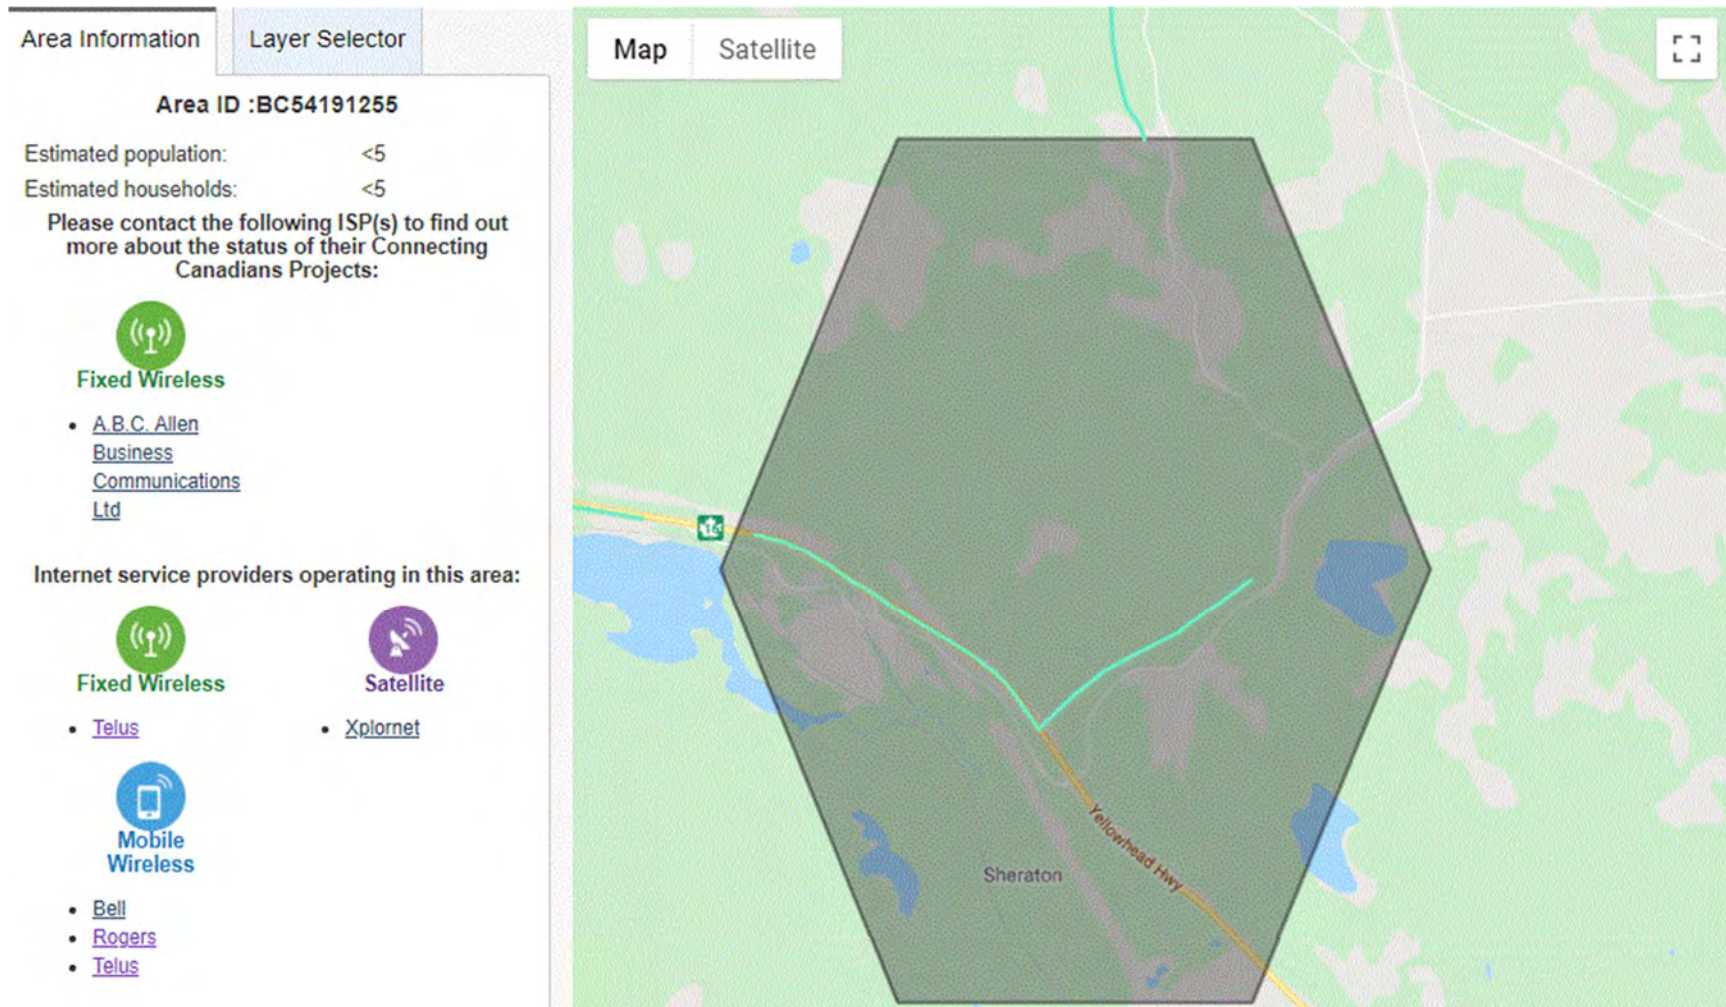 Area Information
Layer Selector
Area ID :BC54191255
Estimated population: <5
Estimated households: <5
Please contact the following ISP(s) to find out
more about the status of their Connecting
Canadians Projects:
Fixed Wireless
• A.B.C. Allen
Business
Communications
Ltd
Internet service providers operating in this area:
Fixed Wireless
• Telus
Satellite
• Xplornet
Mobile
Wireless
• Bell
• Rogers
• Telus
Map
Satellite
16
Yellowhead Hwy
Sheraton